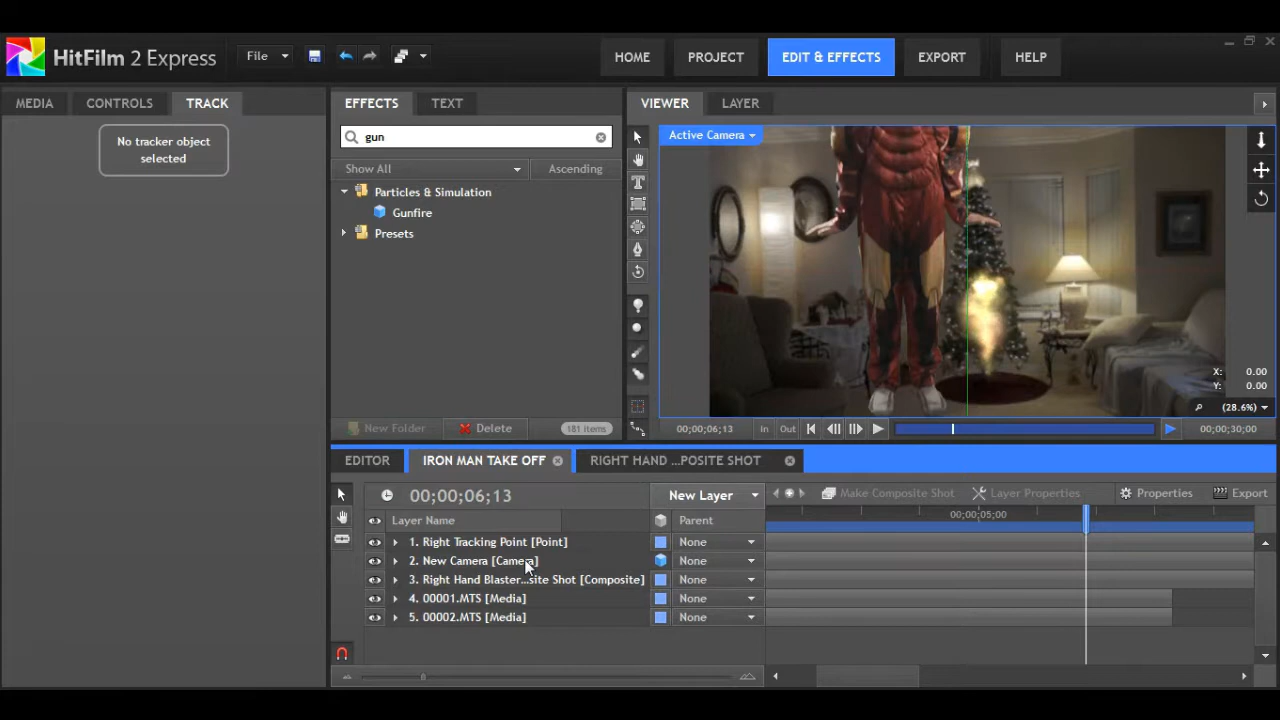 HitFilm 2 Express
File
HOME
PROJECT
EDIT & EFFECTS
EXPORT
HELP
MEDIA
CONTROLS
TRACK
No tracker object
selected
EFFECTS
TEXT
gun
Show All
Ascending
Particles & Simulation
Gunfire
Presets
New Folder
Delete
181 items
VIEWER
LAYER
Active Camera
X: 0.00
Y: 0.00
(28.6%)
00;00;06;13
In
Out
00;00;30;00
EDITOR
IRON MAN TAKE OFF
RIGHT HAND ...POSITE SHOT
00;00;06;13
New Layer
Make Composite Shot
Layer Properties
Properties
Export
Layer Name
Parent
00;00;05;00
1. Right Tracking Point [Point]
None
2. New Camera [Camera]
None
3. Right Hand Blaster...site Shot [Composite]
None
4. 00001.MTS [Media]
None
5. 00002.MTS [Media]
None